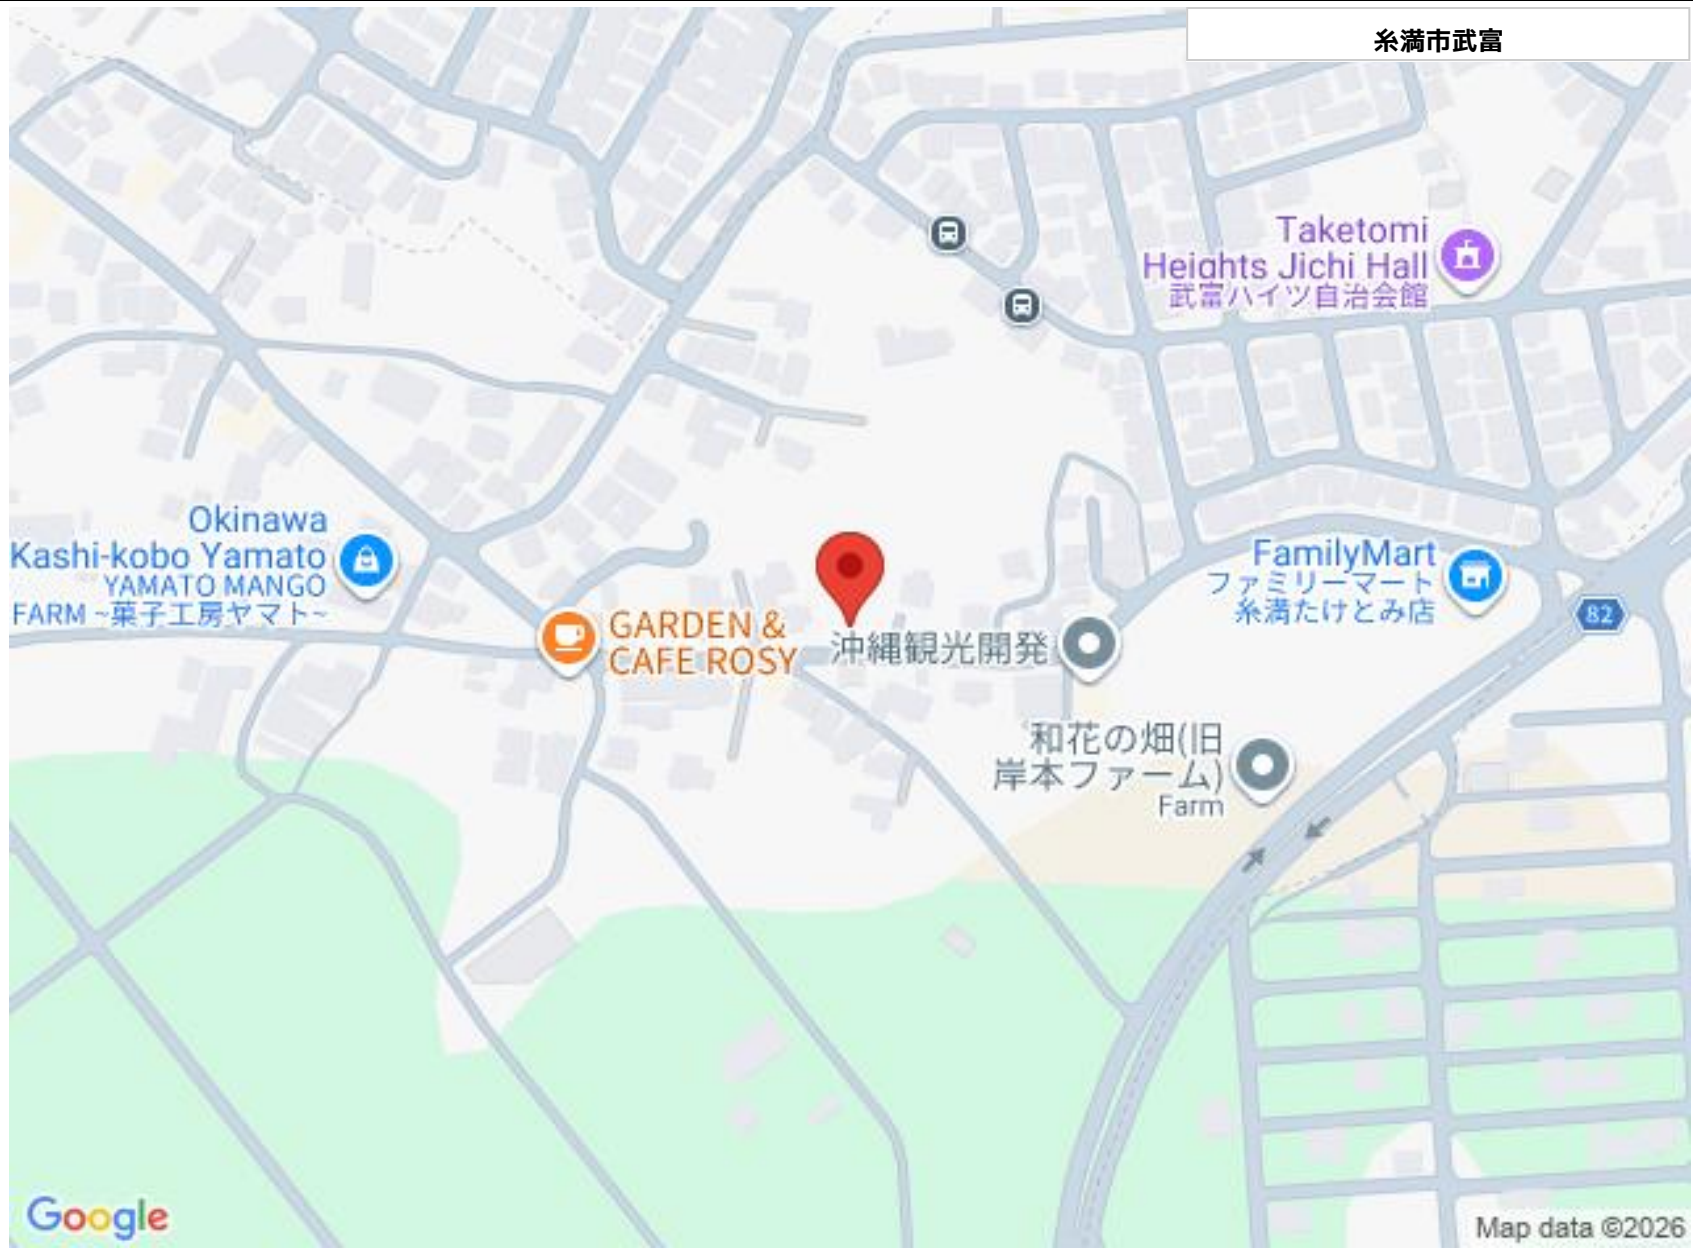 糸満市武富
Taketomi
Heights Jichi Hall
武富ハイツ自治会館
Okinawa
Kashi-kobo Yamato
YAMATO MANGO
FARM ~菓子工房ヤマト~
FamilyMart
ファミリーマート
糸満たけとみ店
82
GARDEN &
CAFE ROSY
沖縄観光開発
和花の畑(旧
岸本ファーム)
Farm
Google
Map data ©2026